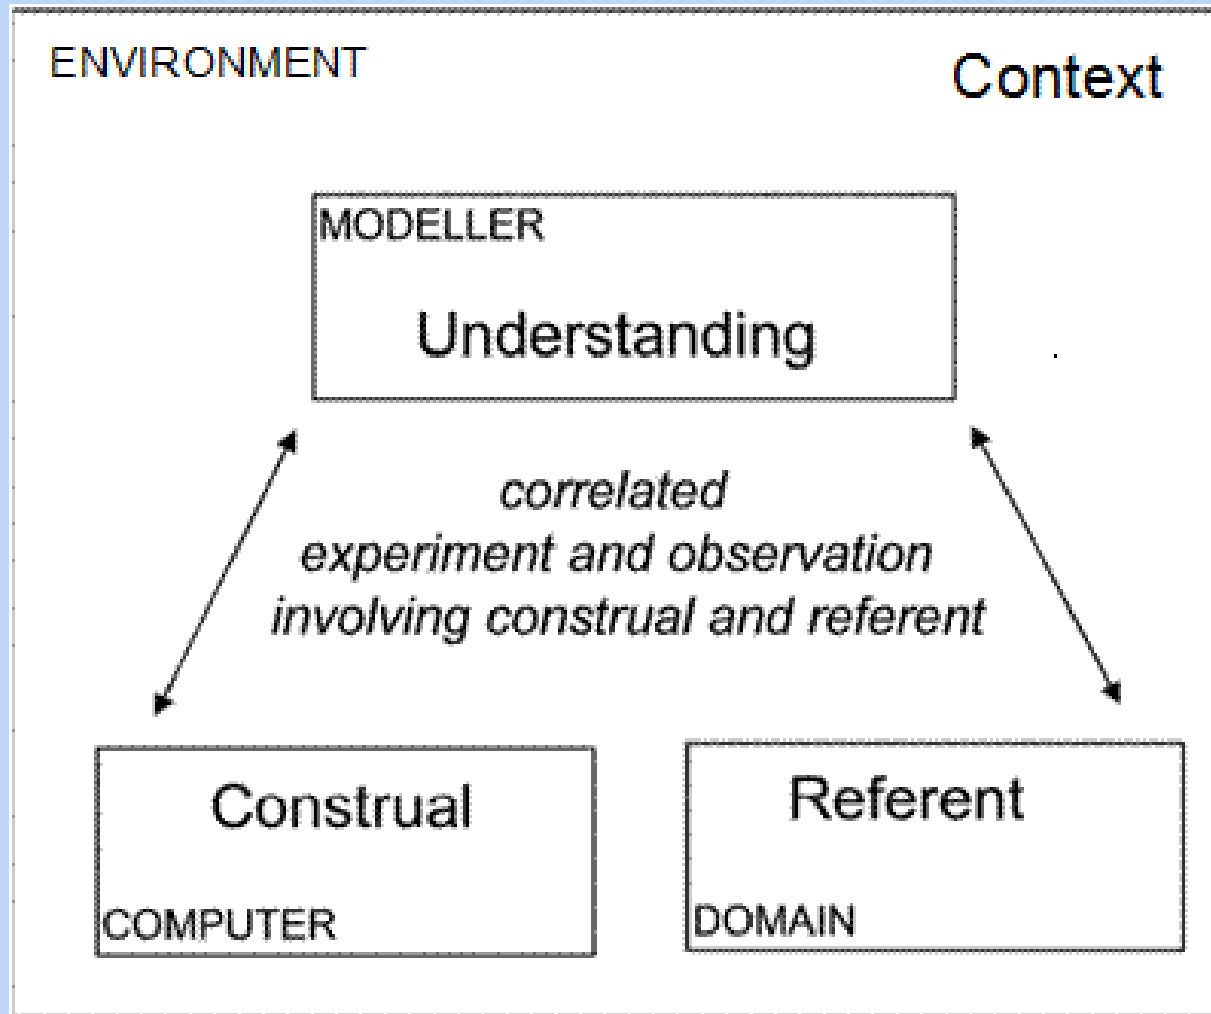 ENVIRONMENT
Context
MODELLER
Understanding
correlated
experiment and observation
involving construal and referent
Construal
COMPUTER
Referent
DOMAIN